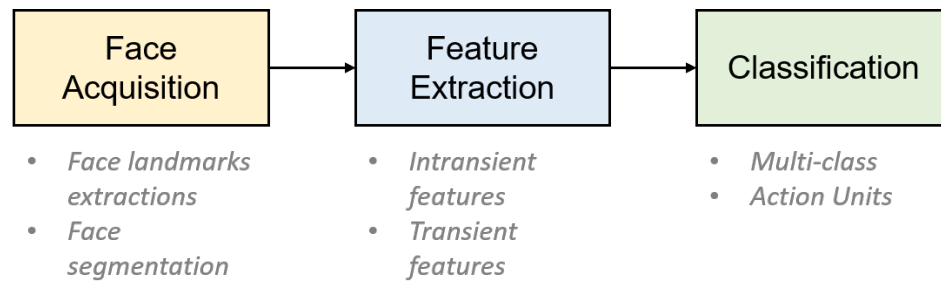 Face
Acquisition
Feature
Extraction
Classification
• Face landmarks
extractions
• Face
segmentation
• Intransient
features
• Transient
features
• Multi-class
• Action Units